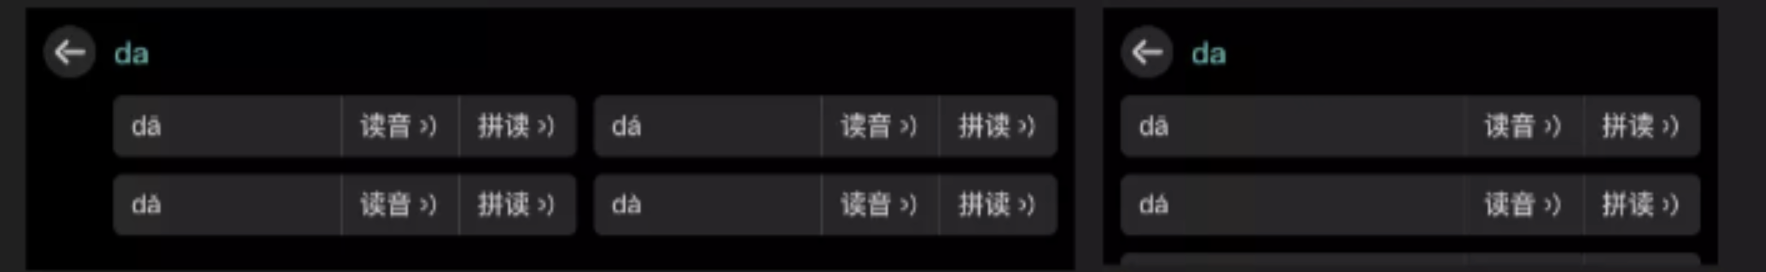 da
dā 读音 拼读 dá 读音 拼读
dǎ 读音 拼读 dà 读音 拼读
da
dā 读音 拼读
dá 读音 拼读